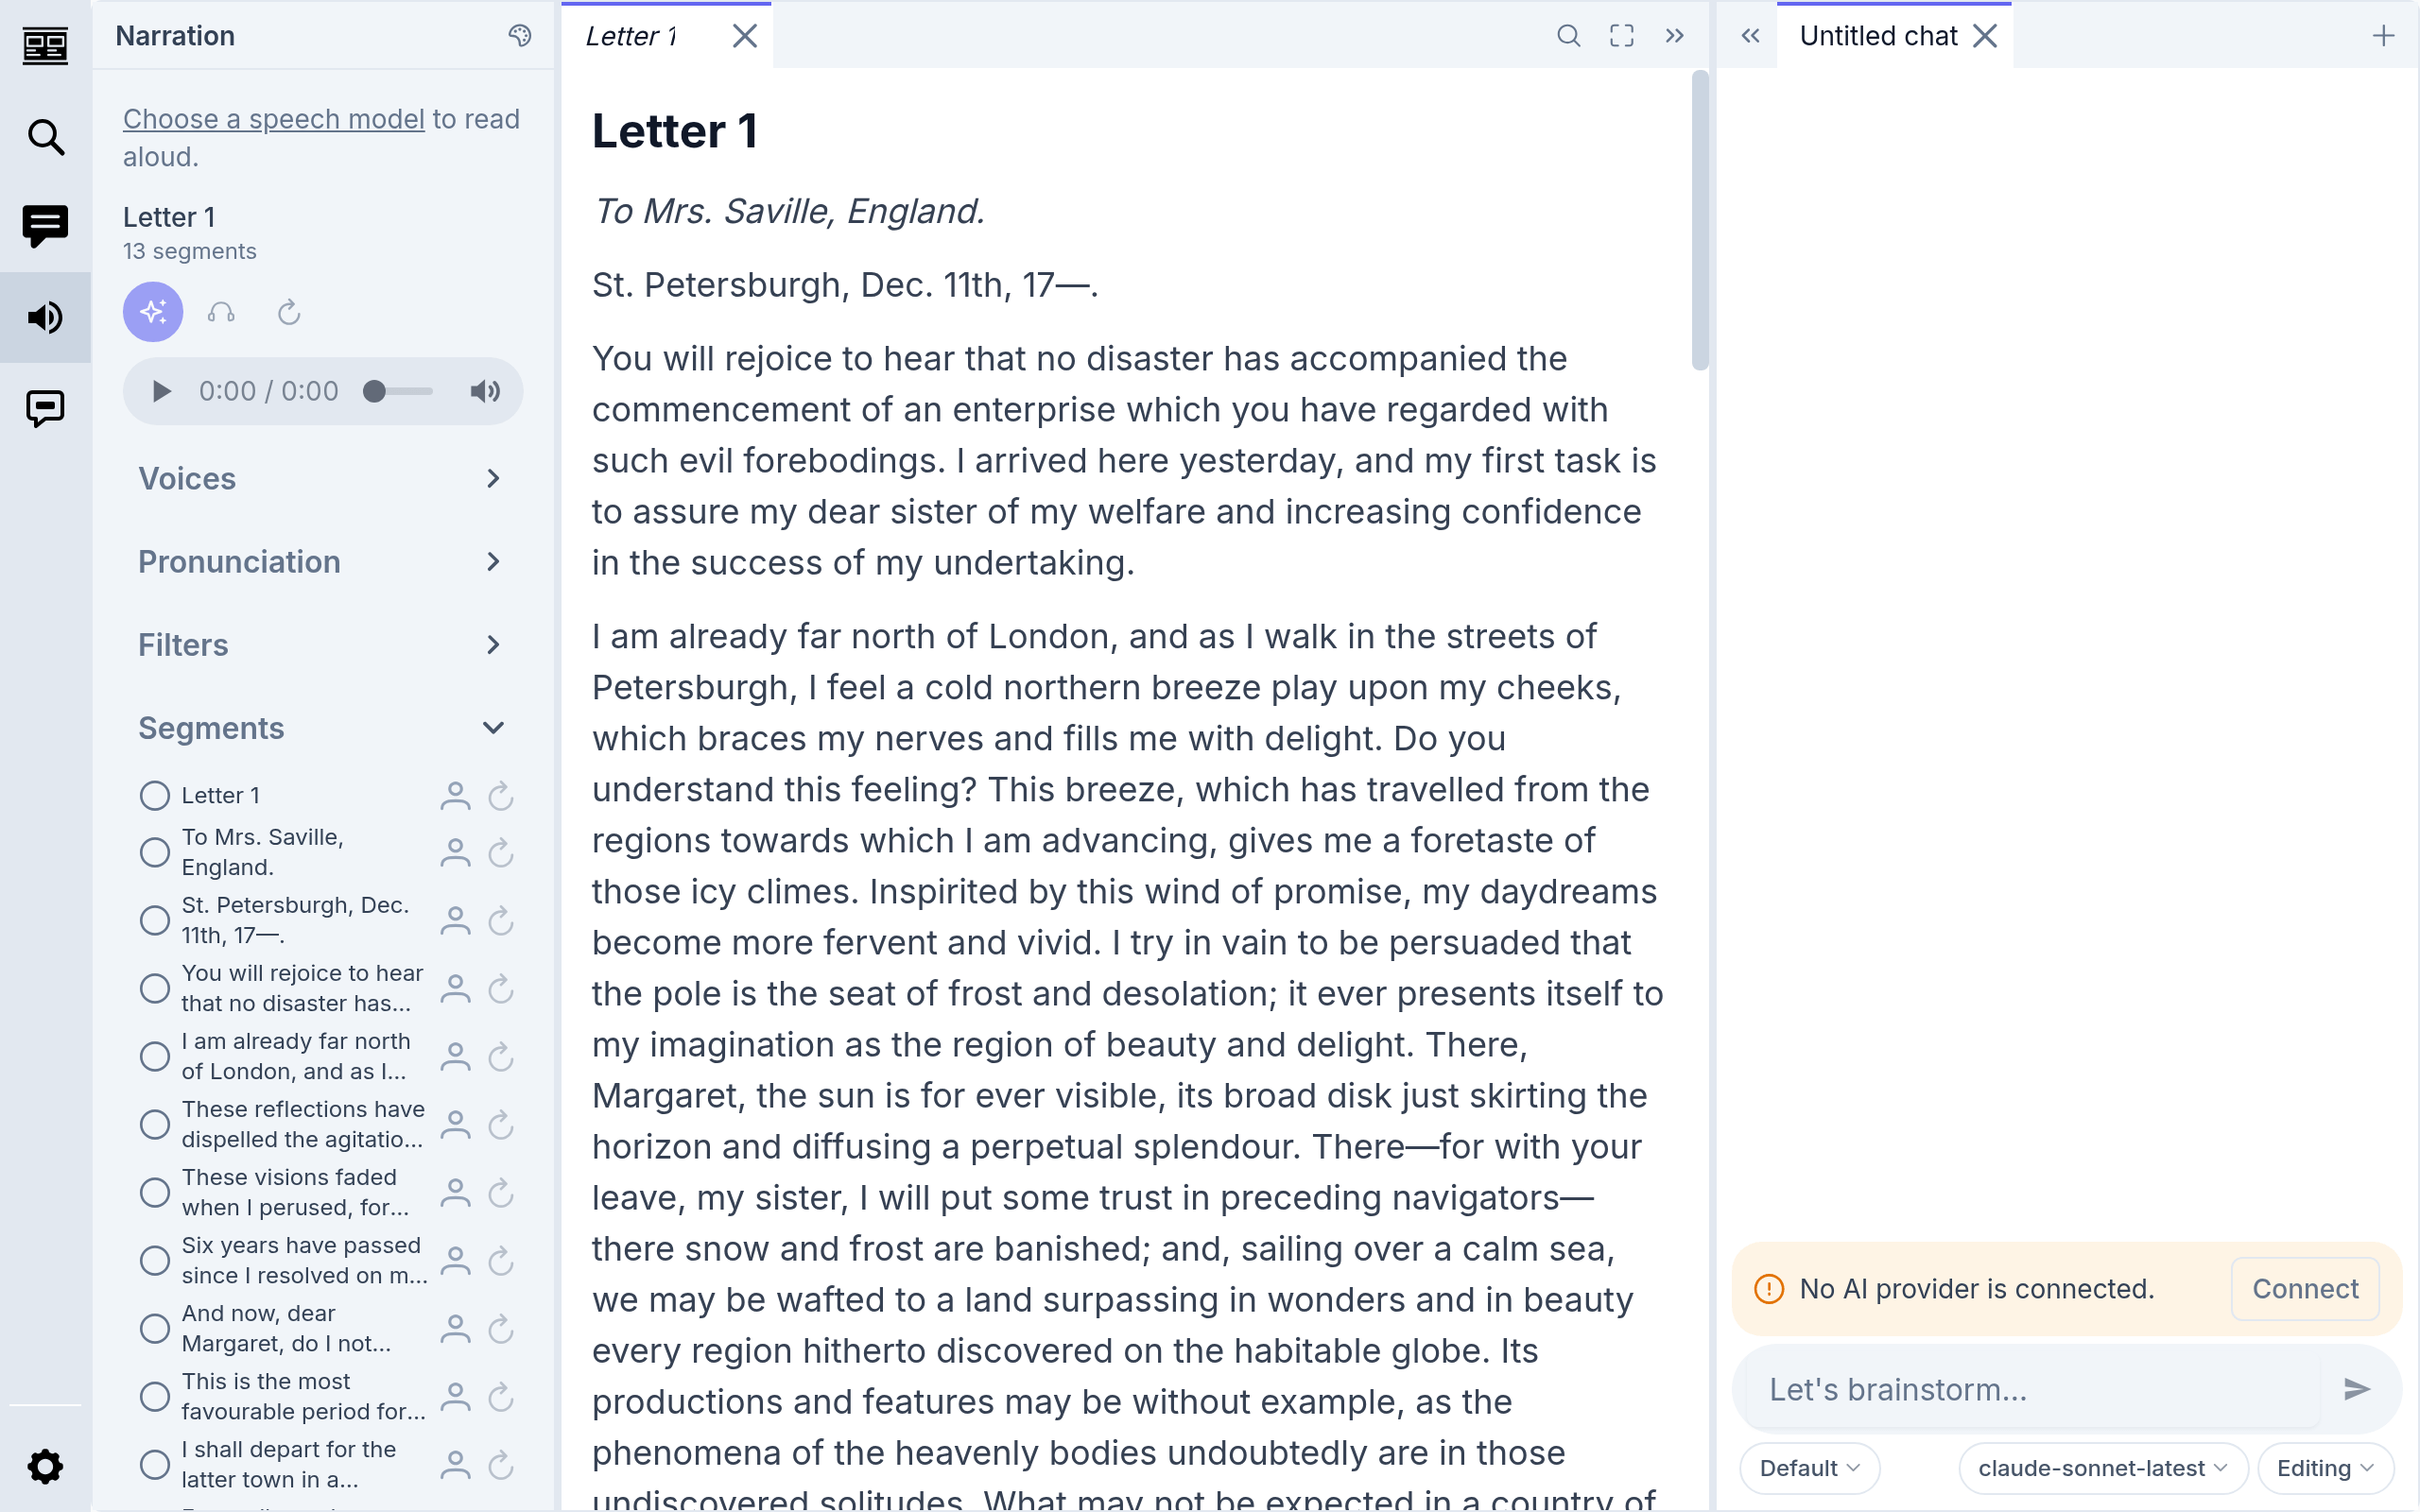 Narration
Choose a speech model to read
aloud.
Letter 1
13 segments
0:00 / 0:00
Voices
Pronunciation
Filters
Segments
Letter 1
To Mrs. Saville,
England.
St. Petersburgh, Dec.
11th, 17—.
You will rejoice to hear
that no disaster has...
I am already far north
of London, and as I...
These reflections have
dispelled the agitatio...
These visions faded
when I perused, for...
Six years have passed
since I resolved on m...
And now, dear
Margaret, do I not...
This is the most
favourable period for...
I shall depart for the
latter town in a...
Letter 1
Letter 1
To Mrs. Saville, England.
St. Petersburgh, Dec. 11th, 17—.
You will rejoice to hear that no disaster has accompanied the
commencement of an enterprise which you have regarded with
such evil forebodings. I arrived here yesterday, and my first task is
to assure my dear sister of my welfare and increasing confidence
in the success of my undertaking.
I am already far north of London, and as I walk in the streets of
Petersburgh, I feel a cold northern breeze play upon my cheeks,
which braces my nerves and fills me with delight. Do you
understand this feeling? This breeze, which has travelled from the
regions towards which I am advancing, gives me a foretaste of
those icy climes. Inspirited by this wind of promise, my daydreams
become more fervent and vivid. I try in vain to be persuaded that
the pole is the seat of frost and desolation; it ever presents itself to
my imagination as the region of beauty and delight. There,
Margaret, the sun is for ever visible, its broad disk just skirting the
horizon and diffusing a perpetual splendour. There—for with your
leave, my sister, I will put some trust in preceding navigators—
there snow and frost are banished; and, sailing over a calm sea,
we may be wafted to a land surpassing in wonders and in beauty
every region hitherto discovered on the habitable globe. Its
productions and features may be without example, as the
phenomena of the heavenly bodies undoubtedly are in those
undiscovered solitudes. What may not be expected in a country of
Untitled chat
No AI provider is connected.
Connect
Let's brainstorm...
Default
claude-sonnet-latest
Editing